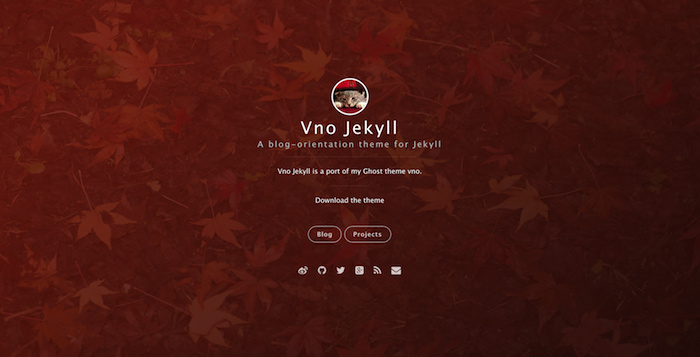 Vno Jekyll
A blog-orientation theme for Jekyll
Vno Jekyll is a port of my Ghost theme vno.
Download the theme
Blog Projects